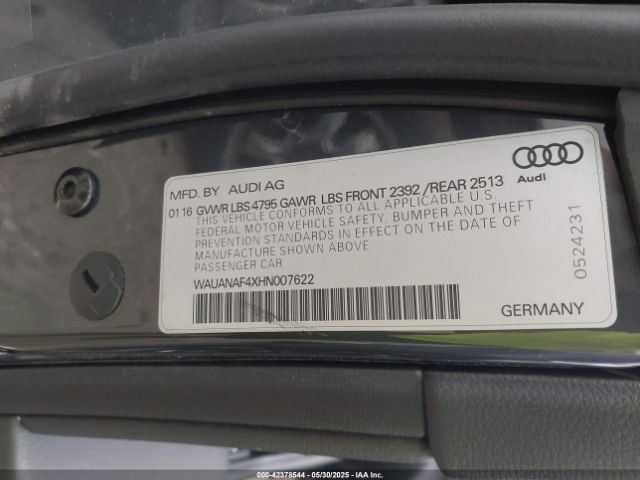 MFD. BY AUDI AG
01 16 GVWR LBS 4795 GAWR LBS FRONT 2392 / REAR 2513
THIS VEHICLE CONFORMS TO ALL APPLICABLE U.S.
FEDERAL MOTOR VEHICLE SAFETY, BUMPER AND THEFT
PREVENTION STANDARDS IN EFFECT ON THE DATE OF
MANUFACTURE SHOWN ABOVE
PASSENGER CAR
WAUANAF4XHN007622
Audi
0524231
GERMANY
000-42378544 - 05/30/2025 - IAA Inc.